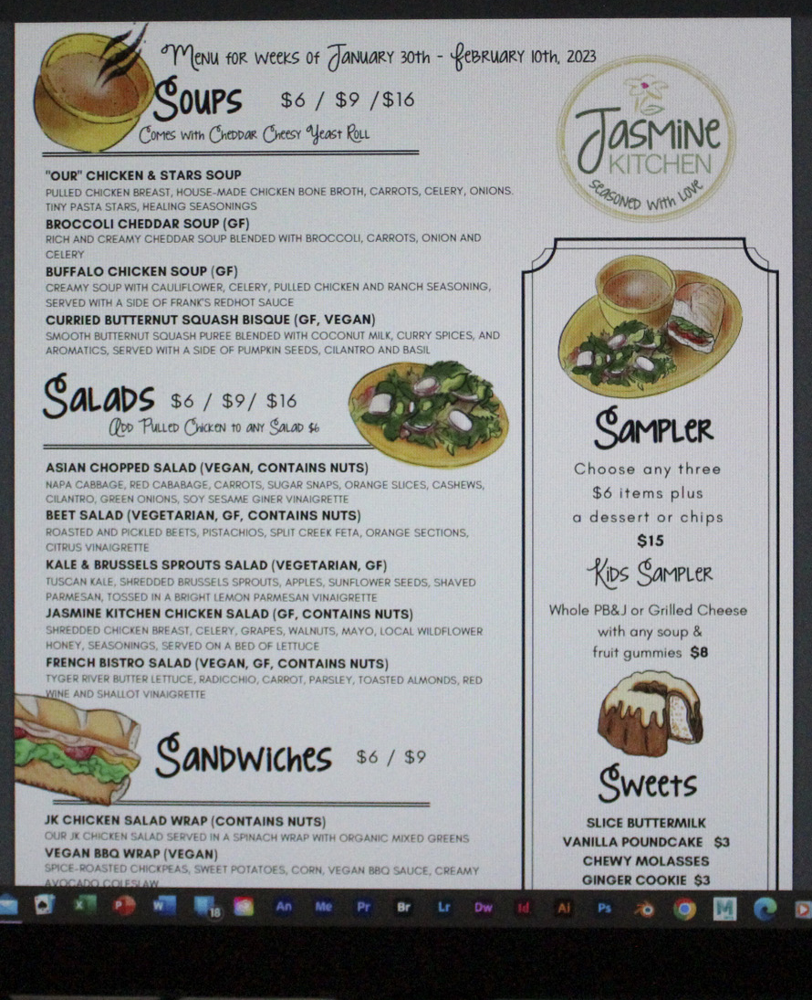 Menu for weeks of January 30th - February 10th, 2023
Soups $6 / $9 /$16
Comes with Cheddar Cheesy Yeast Roll
"OUR" CHICKEN & STARS SOUP
PULLED CHICKEN BREAST, HOUSE-MADE CHICKEN BONE BROTH, CARROTS, CELERY, ONIONS.
TINY PASTA STARS, HEALING SEASONINGS
BROCCOLI CHEDDAR SOUP (GF)
RICH AND CREAMY CHEDDAR SOUP BLENDED WITH BROCCOLI, CARROTS, ONION AND
CELERY
BUFFALO CHICKEN SOUP (GF)
CREAMY SOUP WITH CAULIFLOWER, CELERY, PULLED CHICKEN AND RANCH SEASONING,
SERVED WITH A SIDE OF FRANK'S REDHOT SAUCE
CURRIED BUTTERNUT SQUASH BISQUE (GF, VEGAN)
SMOOTH BUTTERNUT SQUASH PUREE BLENDED WITH COCONUT MILK, CURRY SPICES, AND
AROMATICS, SERVED WITH A SIDE OF PUMPKIN SEEDS, CILANTRO AND BASIL
Salads $6 / $9/ $16
Add Pulled Chicken to any Salad $6
ASIAN CHOPPED SALAD (VEGAN, CONTAINS NUTS)
NAPA CABBAGE, RED CABABAGE, CARROTS, SUGAR SNAPS, ORANGE SLICES, CASHEWS,
CILANTRO, GREEN ONIONS, SOY SESAME GINER VINAIGRETTE
BEET SALAD (VEGETARIAN, GF, CONTAINS NUTS)
ROASTED AND PICKLED BEETS, PISTACHIOS, SPLIT CREEK FETA, ORANGE SECTIONS,
CITRUS VINAIGRETTE
KALE & BRUSSELS SPROUTS SALAD (VEGETARIAN, GF)
TUSCAN KALE, SHREDDED BRUSSELS SPROUTS, APPLES, SUNFLOWER SEEDS, SHAVED
PARMESAN, TOSSED IN A BRIGHT LEMON PARMESAN VINAIGRETTE
JASMINE KITCHEN CHICKEN SALAD (GF, CONTAINS NUTS)
SHREDDED CHICKEN BREAST, CELERY, GRAPES, WALNUTS, MAYO, LOCAL WILDFLOWER
HONEY, SEASONINGS, SERVED ON A BED OF LETTUCE
FRENCH BISTRO SALAD (VEGAN, GF, CONTAINS NUTS)
TYGER RIVER BUTTER LETTUCE, RADICCHIO, CARROT, PARSLEY, TOASTED ALMONDS, RED
WINE AND SHALLOT VINAIGRETTE
Sandwiches $6 / $9
JK CHICKEN SALAD WRAP (CONTAINS NUTS)
OUR JK CHICKEN SALAD SERVED IN A SPINACH WRAP WITH ORGANIC MIXED GREENS
VEGAN BBQ WRAP (VEGAN)
SPICE-ROASTED CHICKPEAS, SWEET POTATOES, CORN, VEGAN BBQ SAUCE, CREAMY
AVOCADO COLESLAW
Jasmine
KITCHEN
Seasoned with Love
Sampler
Choose any three
$6 items plus
a dessert or chips
$15
Kids Sampler
Whole PB&J or Grilled Cheese
with any soup &
fruit gummies $8
Sweets
SLICE BUTTERMILK
VANILLA POUNDCAKE $3
CHEWY MOLASSES
GINGER COOKIE $3
X P W 18 An Me Pr Br Lr Dw Id Ai Ps M